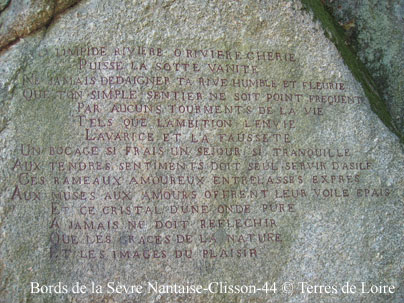 LIMPIDE RIVIERE O RIVIERE CHERIE
PUISSE LA SOTTE VANITE
NE JAMAIS DEDAIGNER TA RIVE HUMBLE ET FLEURIE
QUE TON SIMPLE SENTIER NE SOIT POINT FREQUENTE
PAR AUCUNS TOURMENTS DE LA VIE
TELS QUE L'AMBITION L'ENVIE
L'AVARICE ET LA FAUSSETE
UN BOCAGE SI FRAIS UN SEJOUR SI TRANQUILLE
AUX TENDRES SENTIMENTS DOIT SEUL SERVIR D'ASILE
CES RAMEAUX AMOUREUX ENTRELASSES EXPRES
AUX MUSES AUX AMOURS OFFRENT LEUR VOILE EPAIS
ET CE CRISTAL D'UNE ONDE PURE
A JAMAIS NE DOIT REFLECHIR
QUE LES GRACES DE LA NATURE
ET LES IMAGES DU PLAISIR
Bords de la Sèvre Nantaise-Clisson-44 © Terres de Loire